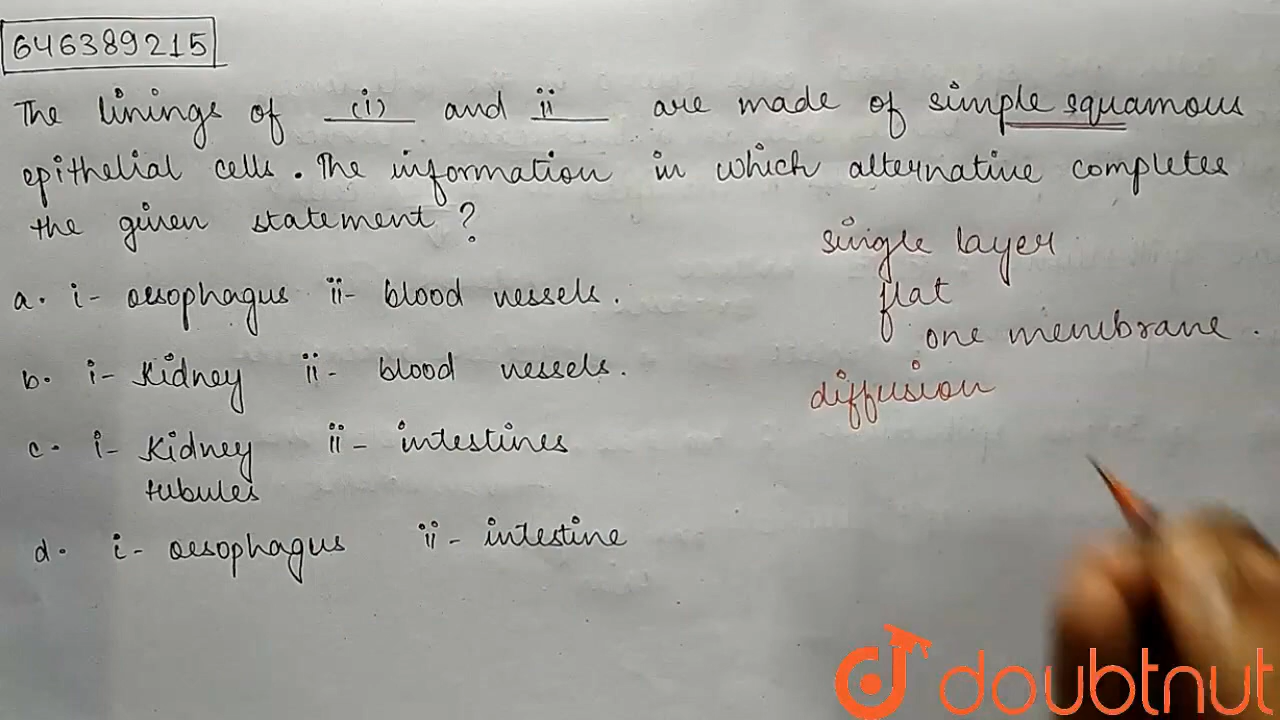 646389215
The linings of (i) and ii are made of simple squamous
epithelial cells. The information in which alternative completes
the given statement?
single layer
flat
one membrane.
diffusion
a. i- oesophagus ii- blood vessels.
b. i- Kidney ii- blood vessels.
c. i- Kidney ii- intestines
tubules
d. i- oesophagus ii- intestine
doubtnut